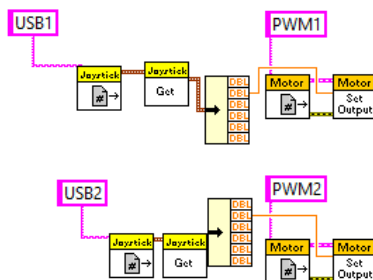 USB1
PWM1
Joystick
Joystick
Get
DBL
DBL
DBL
DBL
DBL
DBL
Motor
Motor
Set
Output
#
#
USB2
PWM2
Joystick
Joystick
Get
DBL
DBL
DBL
DBL
DBL
DBL
Motor
Motor
Set
Output
#
#